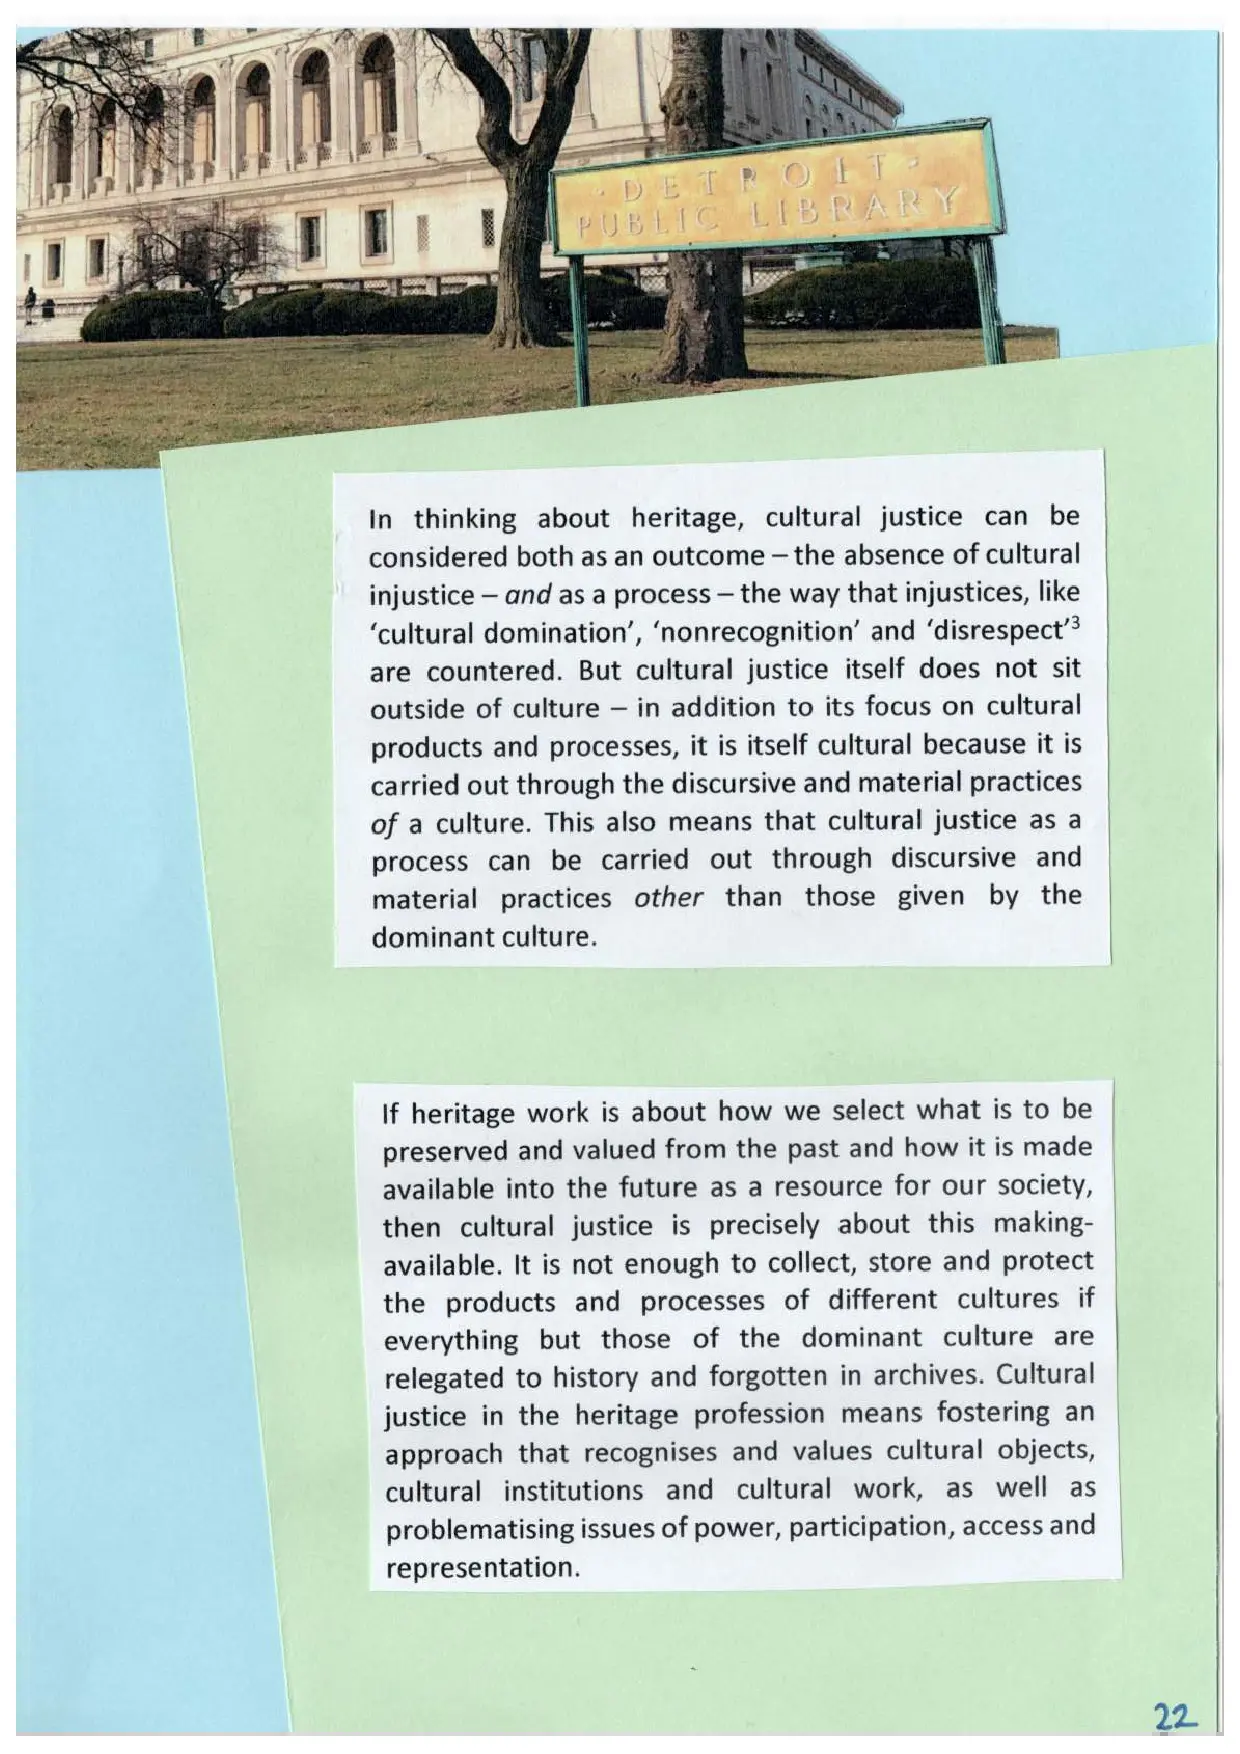 · DETROIT ·
PUBLIC LIBRARY
In thinking about heritage, cultural justice can be
considered both as an outcome – the absence of cultural
injustice – and as a process – the way that injustices, like
‘cultural domination’, ‘nonrecognition’ and ‘disrespect’³
are countered. But cultural justice itself does not sit
outside of culture – in addition to its focus on cultural
products and processes, it is itself cultural because it is
carried out through the discursive and material practices
of a culture. This also means that cultural justice as a
process can be carried out through discursive and
material practices other than those given by the
dominant culture.
If heritage work is about how we select what is to be
preserved and valued from the past and how it is made
available into the future as a resource for our society,
then cultural justice is precisely about this making-
available. It is not enough to collect, store and protect
the products and processes of different cultures if
everything but those of the dominant culture are
relegated to history and forgotten in archives. Cultural
justice in the heritage profession means fostering an
approach that recognises and values cultural objects,
cultural institutions and cultural work, as well as
problematising issues of power, participation, access and
representation.
22